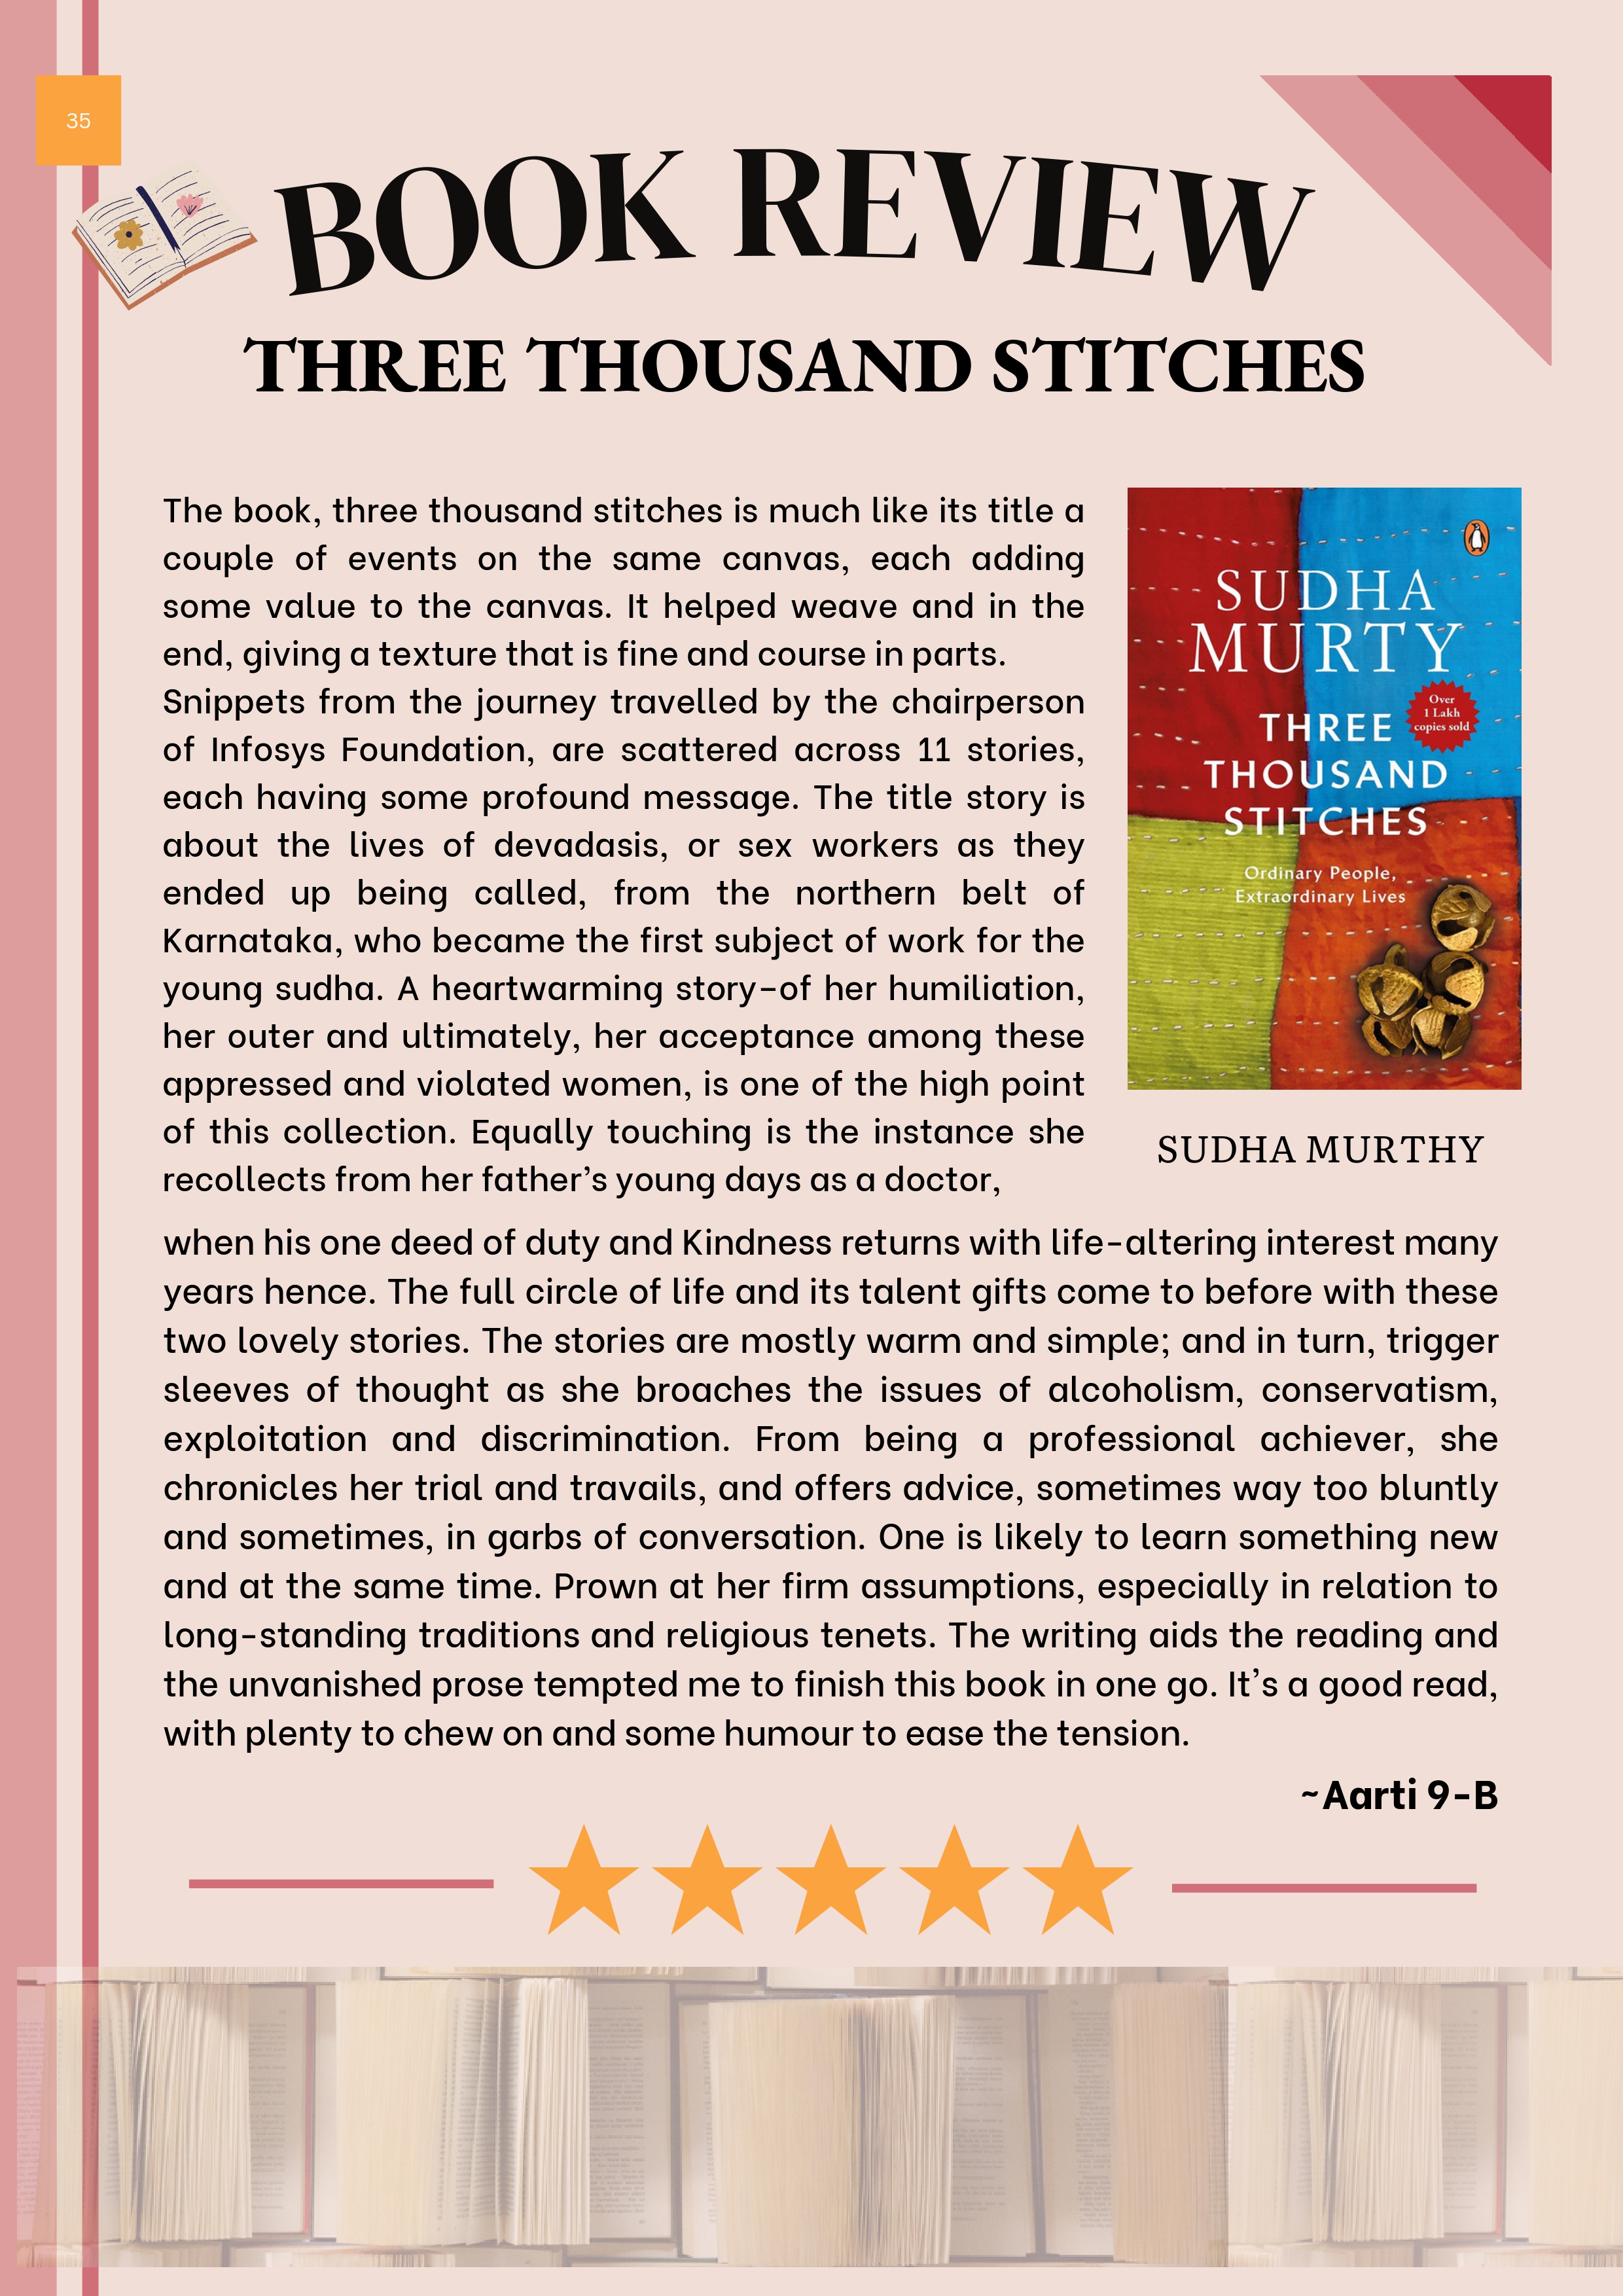 35
BOOK REVIEW
THREE THOUSAND STITCHES
The book, three thousand stitches is much like its title a
couple of events on the same canvas, each adding
some value to the canvas. It helped weave and in the
end, giving a texture that is fine and course in parts.
Snippets from the journey travelled by the chairperson
of Infosys Foundation, are scattered across 11 stories,
each having some profound message. The title story is
about the lives of devadasis, or sex workers as they
ended up being called, from the northern belt of
Karnataka, who became the first subject of work for the
young sudha. A heartwarming story-of her humiliation,
her outer and ultimately, her acceptance among these
appressed and violated women, is one of the high point
of this collection. Equally touching is the instance she
recollects from her father's young days as a doctor,
SUDHA
MURTY
Over
1 Lakh
copies sold
THREE
THOUSAND
STITCHES
Ordinary People,
Extraordinary Lives
SUDHA MURTHY
when his one deed of duty and Kindness returns with life-altering interest many
years hence. The full circle of life and its talent gifts come to before with these
two lovely stories. The stories are mostly warm and simple; and in turn, trigger
sleeves of thought as she broaches the issues of alcoholism, conservatism,
exploitation and discrimination. From being a professional achiever, she
chronicles her trial and travails, and offers advice, sometimes way too bluntly
and sometimes, in garbs of conversation. One is likely to learn something new
and at the same time. Prown at her firm assumptions, especially in relation to
long-standing traditions and religious tenets. The writing aids the reading and
the unvanished prose tempted me to finish this book in one go. It's a good read,
with plenty to chew on and some humour to ease the tension.
~Aarti 9-B